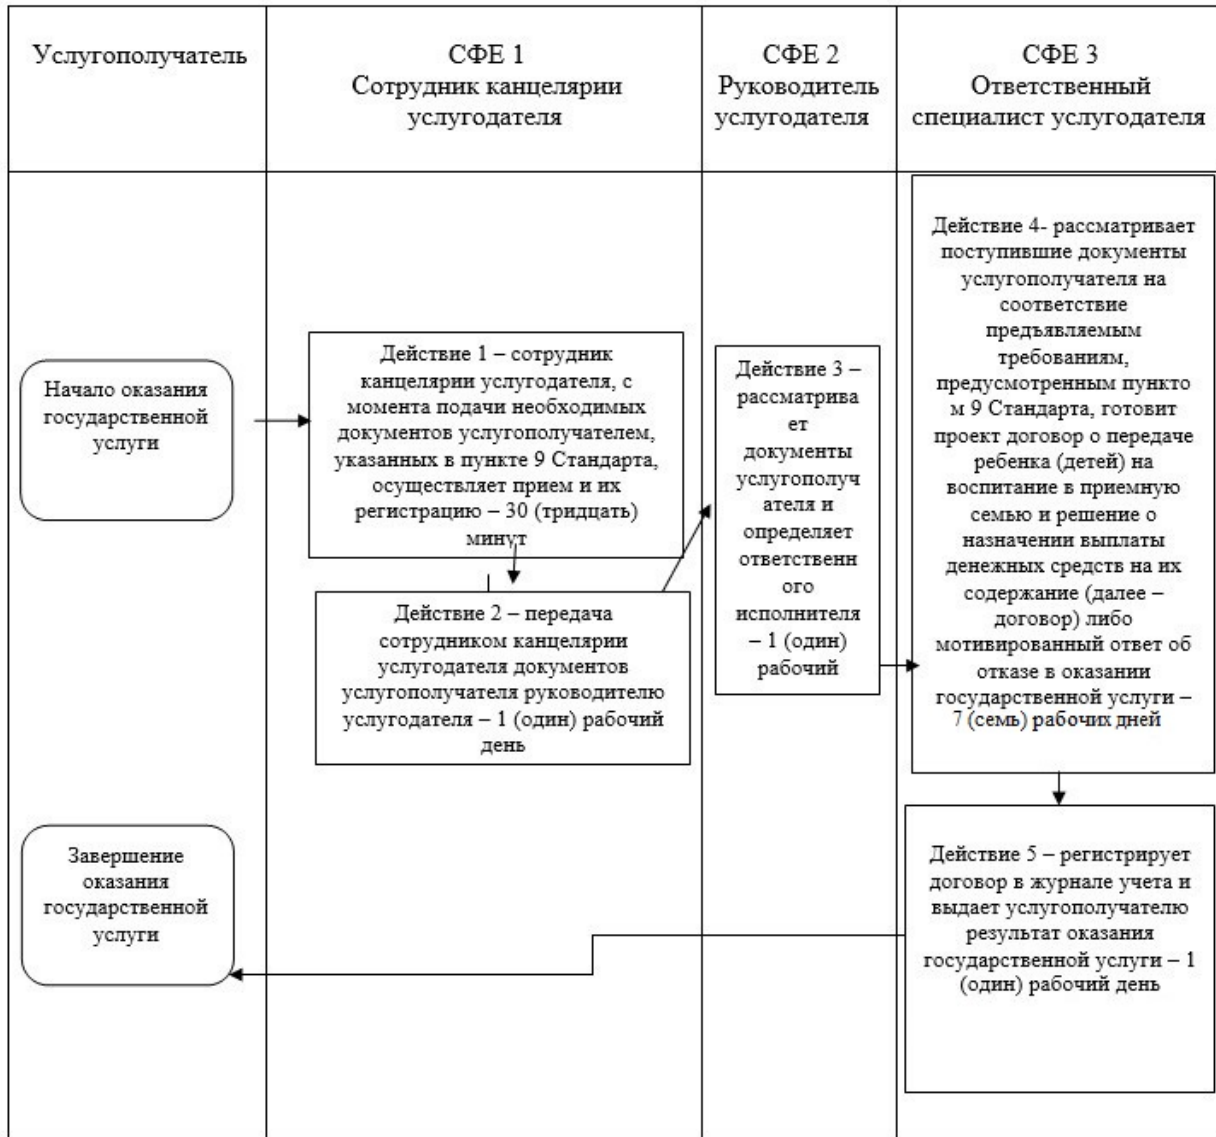 Услугополучатель
СФЕ 1
Сотрудник канцелярии
услугодателя
СФЕ 2
Руководитель
услугодателя
СФЕ 3
Ответственный
специалист услугодателя
Начало оказания
государственной
услуги
Действие 1 – сотрудник
канцелярии услугодателя, с
момента подачи необходимых
документов услугополучателем,
указанных в пункте 9 Стандарта,
осуществляет прием и их
регистрацию – 30 (тридцать)
минут
Действие 2 – передача
сотрудником канцелярии
услугодателя документов
услугополучателя руководителю
услугодателя – 1 (один) рабочий
день
Действие 3 –
рассматрива
ет
документы
услугополуч
ателя и
определяет
ответственн
ого
исполнителя
– 1 (один)
рабочий
Действие 4- рассматривает
поступившие документы
услугополучателя на
соответствие
предъявляемым
требованиям,
предусмотренным пункто
м 9 Стандарта, готовит
проект договор о передаче
ребенка (детей) на
воспитание в приемную
семью и решение о
назначении выплаты
денежных средств на их
содержание (далее –
договор) либо
мотивированный ответ об
отказе в оказании
государственной услуги –
7 (семь) рабочих дней
Действие 5 – регистрирует
договор в журнале учета и
выдает услугополучателю
результат оказания
государственной услуги – 1
(один) рабочий день
Завершение
оказания
государственной
услуги